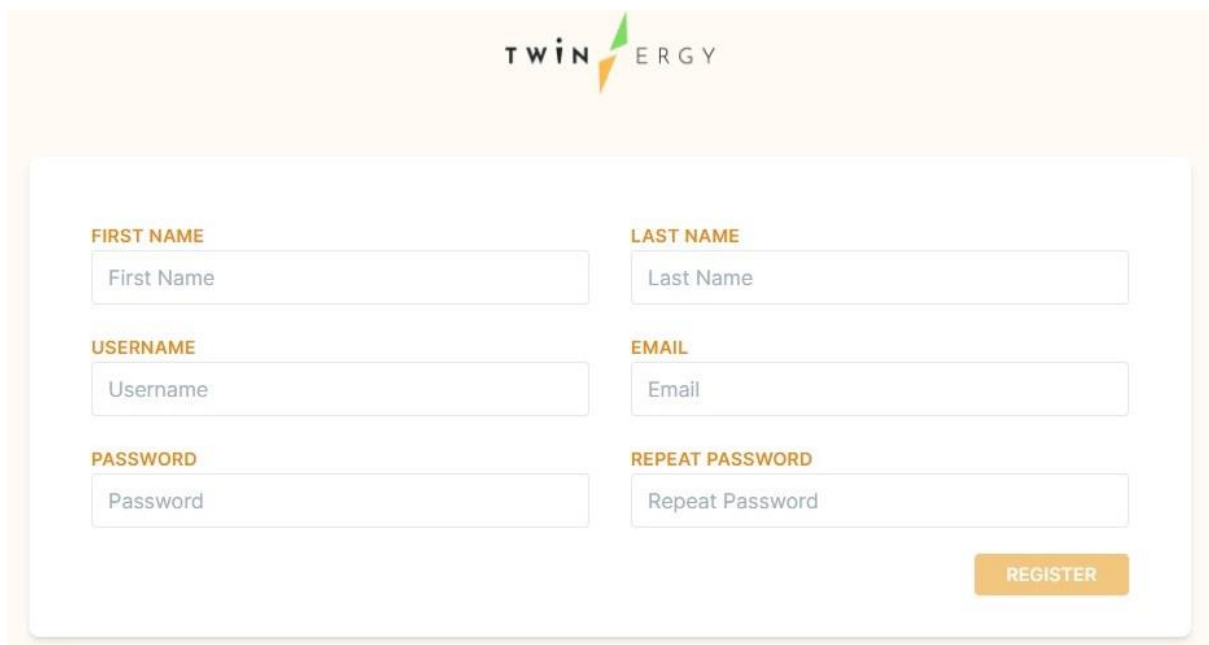 TWiN ERGY
FIRST NAME
First Name
LAST NAME
Last Name
USERNAME
Username
EMAIL
Email
PASSWORD
Password
REPEAT PASSWORD
Repeat Password
REGISTER